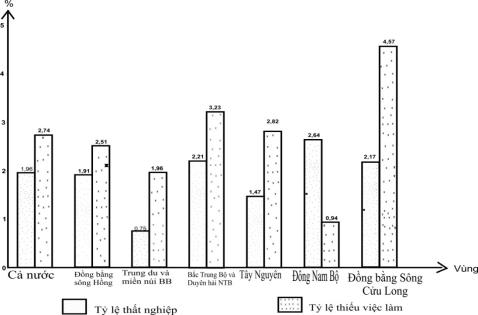 %
5
4
3
2
1
0
1,96
2,74
1,91
2,51
0,75
1,96
2,21
3,23
1,47
2,82
2,64
0,94
2,17
4,57
Cả nước
Đồng bằng
sông Hồng
Trung du và
miền núi BB
Bắc Trung Bộ và
Duyên hải NTB
Tây Nguyên
Đông Nam Bộ
Đồng bằng Sông
Cửu Long
Vùng
Tỷ lệ thất nghiệp
Tỷ lệ thiếu việc làm